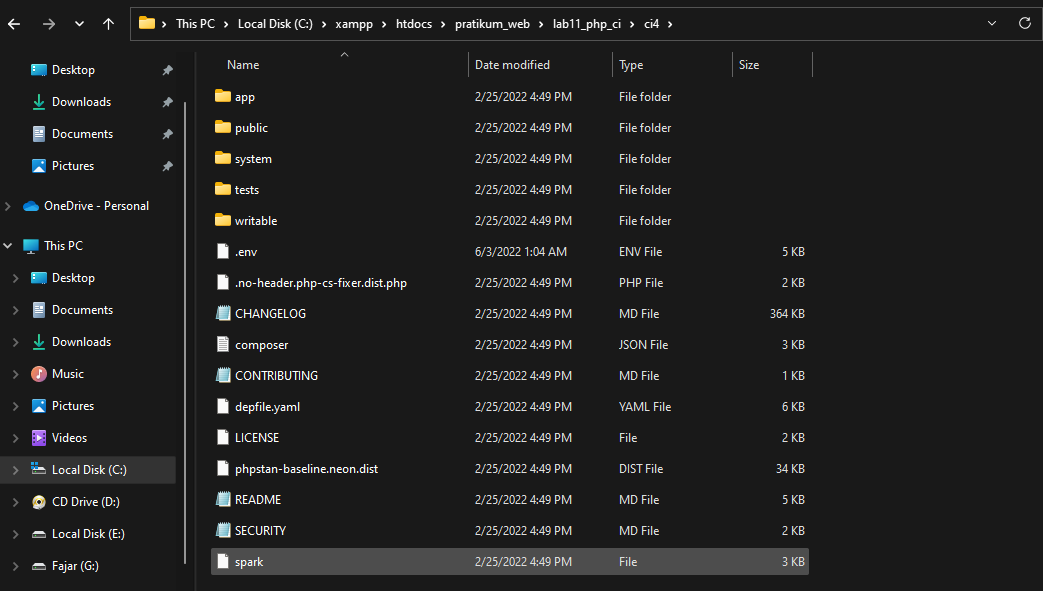 This PC > Local Disk (C:) > xampp > htdocs > pratikum_web > lab11_php_ci > ci4 >
Desktop
Downloads
Documents
Pictures
OneDrive - Personal
This PC
Desktop
Documents
Downloads
Music
Pictures
Videos
Local Disk (C:)
CD Drive (D:)
Local Disk (E:)
Fajar (G:)
Name Date modified Type Size
app 2/25/2022 4:49 PM File folder
public 2/25/2022 4:49 PM File folder
system 2/25/2022 4:49 PM File folder
tests 2/25/2022 4:49 PM File folder
writable 2/25/2022 4:49 PM File folder
.env 6/3/2022 1:04 AM ENV File 5 KB
.no-header.php-cs-fixer.dist.php 2/25/2022 4:49 PM PHP File 2 KB
CHANGELOG 2/25/2022 4:49 PM MD File 364 KB
composer 2/25/2022 4:49 PM JSON File 3 KB
CONTRIBUTING 2/25/2022 4:49 PM MD File 1 KB
depfile.yaml 2/25/2022 4:49 PM YAML File 6 KB
LICENSE 2/25/2022 4:49 PM File 2 KB
phpstan-baseline.neon.dist 2/25/2022 4:49 PM DIST File 34 KB
README 2/25/2022 4:49 PM MD File 5 KB
SECURITY 2/25/2022 4:49 PM MD File 2 KB
spark 2/25/2022 4:49 PM File 3 KB